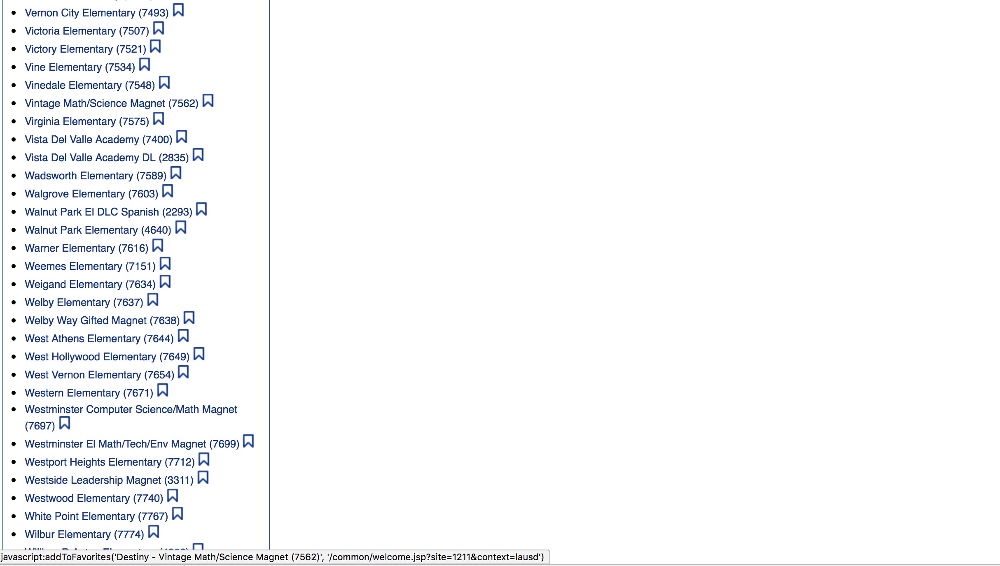 Vernon City Elementary (7493)
Victoria Elementary (7507)
Victory Elementary (7521)
Vine Elementary (7534)
Vinedale Elementary (7548)
Vintage Math/Science Magnet (7562)
Virginia Elementary (7575)
Vista Del Valle Academy (7400)
Vista Del Valle Academy DL (2835)
Wadsworth Elementary (7589)
Walgrove Elementary (7603)
Walnut Park El DLC Spanish (2293)
Walnut Park Elementary (4640)
Warner Elementary (7616)
Weemes Elementary (7151)
Weigand Elementary (7634)
Welby Elementary (7637)
Welby Way Gifted Magnet (7638)
West Athens Elementary (7644)
West Hollywood Elementary (7649)
West Vernon Elementary (7654)
Western Elementary (7671)
Westminster Computer Science/Math Magnet
(7697)
Westminster El Math/Tech/Env Magnet (7699)
Westport Heights Elementary (7712)
Westside Leadership Magnet (3311)
Westwood Elementary (7740)
White Point Elementary (7767)
Wilbur Elementary (7774)
javascript:addToFavorites('Destiny - Vintage Math/Science Magnet (7562)', '/common/welcome.jsp?site=1211&context=lausd')